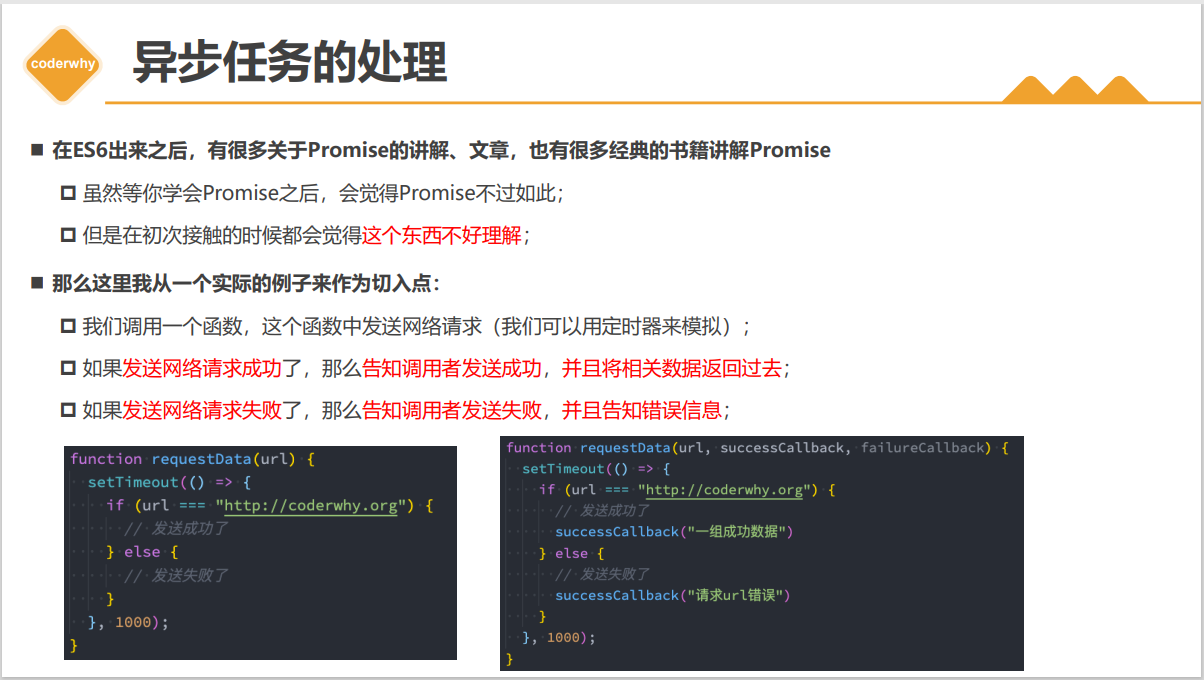 coderwhy
异步任务的处理
在ES6出来之后，有很多关于Promise的讲解、文章，也有很多经典的书籍讲解Promise
虽然等你学会Promise之后，会觉得Promise不过如此；
但是在初次接触的时候都会觉得这个东西不好理解；
那么这里我从一个实际的例子来作为切入点：
我们调用一个函数，这个函数中发送网络请求（我们可以用定时器来模拟）；
如果发送网络请求成功了，那么告知调用者发送成功，并且将相关数据返回过去；
如果发送网络请求失败了，那么告知调用者发送失败，并且告知错误信息；
function requestData(url) {
  setTimeout(() => {
    if (url === "http://coderwhy.org") {
      // 发送成功了
    } else {
      // 发送失败了
    }
  }, 1000);
}
function requestData(url, successCallback, failureCallback) {
  setTimeout(() => {
    if (url === "http://coderwhy.org") {
      // 发送成功了
      successCallback("一组成功数据")
    } else {
      // 发送失败了
      successCallback("请求url错误")
    }
  }, 1000);
}